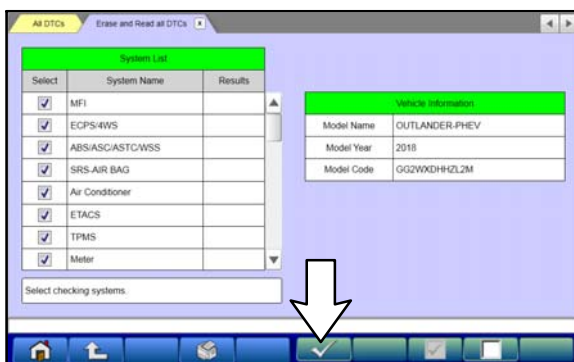 All DTCs
Erase and Read all DTCs
System List
Select System Name Results
MFI
ECPS/4WS
ABS/ASC/ASTC/WSS
SRS-AIR BAG
Air Conditioner
ETACS
TPMS
Meter
Select checking systems.
Vehicle Information
Model Name OUTLANDER-PHEV
Model Year 2018
Model Code GG2WXDHHZL2M